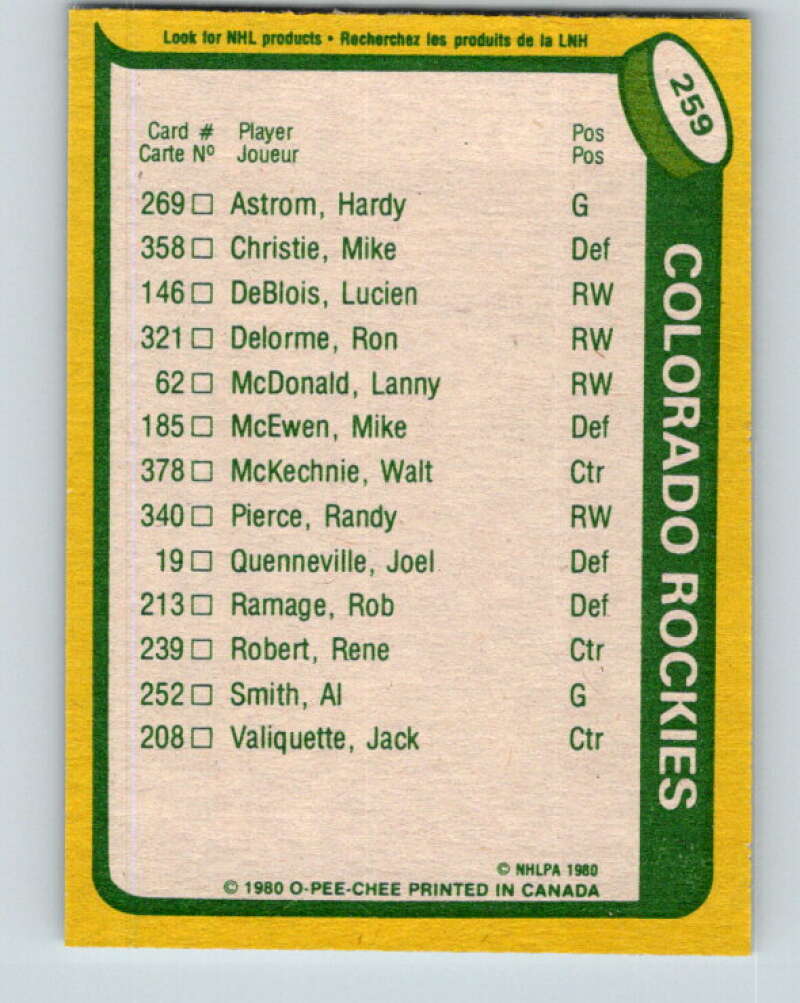 Look for NHL products • Recherchez les produits de la LNH
259
Card # Player Pos
Carte Nº Joueur Pos
269 □ Astrom, Hardy G
358 □ Christie, Mike Def
146 □ DeBlois, Lucien RW
321 □ Delorme, Ron RW
62 □ McDonald, Lanny RW
185 □ McEwen, Mike Def
378 □ McKechnie, Walt Ctr
340 □ Pierce, Randy RW
19 □ Quenneville, Joel Def
213 □ Ramage, Rob Def
239 □ Robert, Rene Ctr
252 □ Smith, Al G
208 □ Valiquette, Jack Ctr
COLORADO ROCKIES
© NHLPA 1980
© 1980 O-PEE-CHEE PRINTED IN CANADA